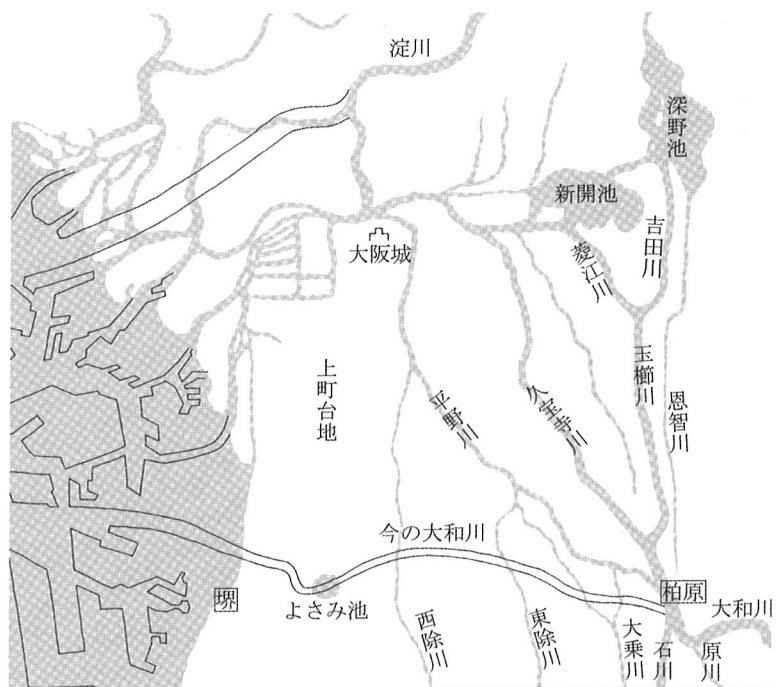 淀川
深野池
新開池
吉田川
菱江川
大阪城
上町台地
玉櫛川
恩智川
久宝寺川
平野川
今の大和川
堺
よさみ池
柏原
大和川
西除川
東除川
大乗川
石川
原川